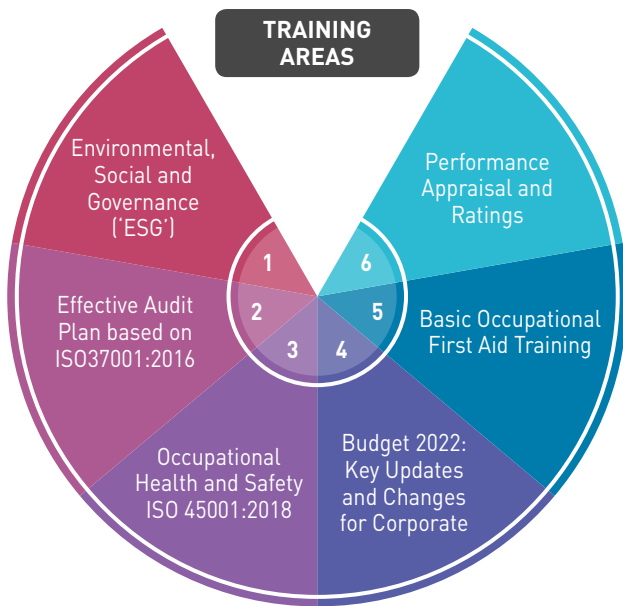 TRAINING
AREAS
Environmental,
Social and
Governance
(‘ESG’)
1
Effective Audit
Plan based on
ISO37001:2016
2
Occupational
Health and Safety
ISO 45001:2018
3
Budget 2022:
Key Updates
and Changes
for Corporate
4
Basic Occupational
First Aid Training
5
Performance
Appraisal and
Ratings
6